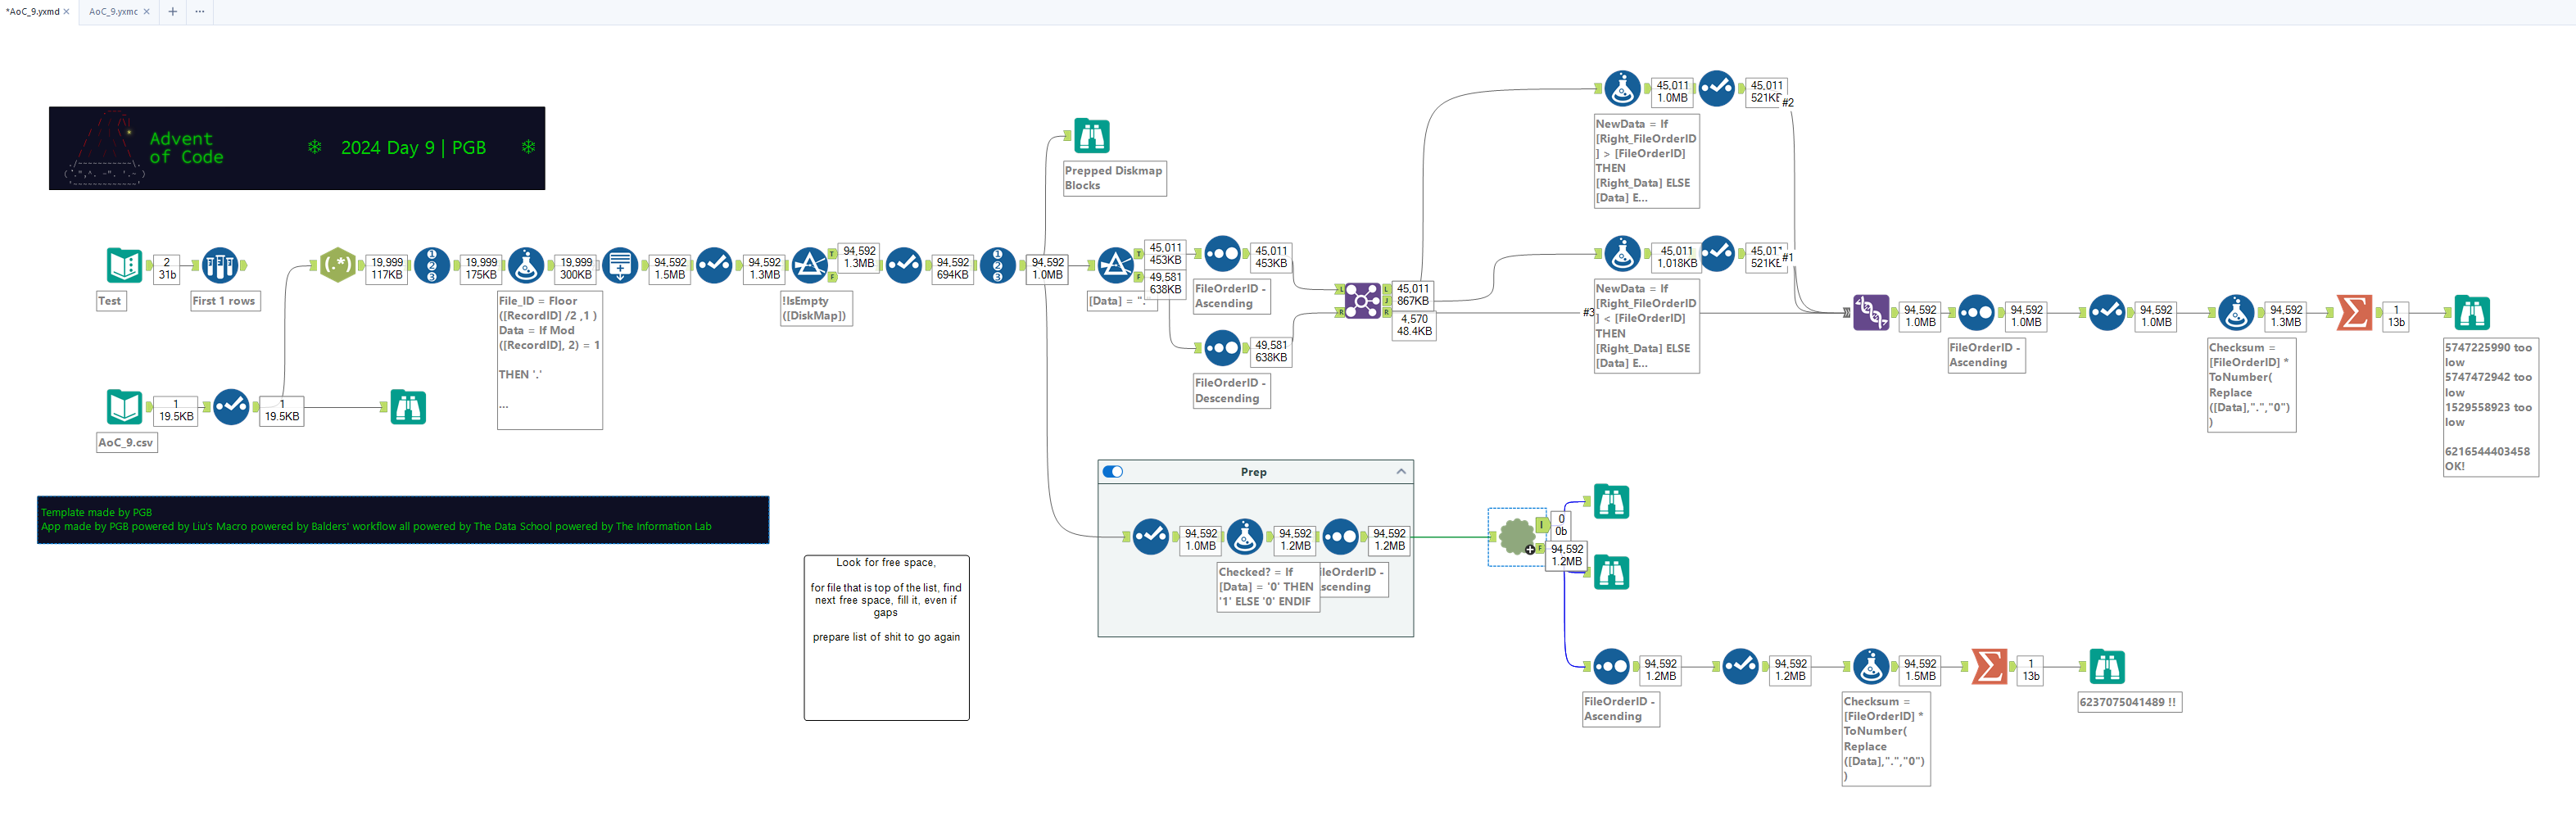 *AoC_9.yxmd ×
AoC_9.yxmc ×
+
...
Advent
of Code
2024 Day 9 | PGB
Test
2
31b
First 1 rows
(.*)
19,999
117KB
1
2
3
19,999
175KB
File_ID = Floor
([RecordID] /2 ,1 )
Data = If Mod
([RecordID], 2) = 1
THEN '.'
...
19,999
300KB
94,592
1.5MB
94,592
1.3MB
!IsEmpty
([DiskMap])
T
F
94,592
1.3MB
94,592
694KB
1
2
3
94,592
1.0MB
Prepped Diskmap
Blocks
[Data] = "."
T
F
45,011
453KB
49,581
638KB
FileOrderID -
Ascending
45,011
453KB
FileOrderID -
Descending
49,581
638KB
L
R
L
J
R
45,011
867KB
4,570
48.4KB
NewData = If
[Right_FileOrderID
] > [FileOrderID]
THEN
[Right_Data] ELSE
[Data] E...
45,011
1.0MB
45,011
521KB
#2
NewData = If
[Right_FileOrderID
] < [FileOrderID]
THEN
[Right_Data] ELSE
[Data] E...
45,011
1,018KB
45,011
521KB
#1
#3
94,592
1.0MB
FileOrderID -
Ascending
94,592
1.0MB
94,592
1.0MB
Checksum =
[FileOrderID] *
ToNumber(
Replace
([Data],".","0")
)
94,592
1.3MB
1
13b
5747225990 too
low
5747472942 too
low
1529558923 too
low
6216544403458
OK!
AoC_9.csv
1
19.5KB
1
19.5KB
Template made by PGB
App made by PGB powered by Liu's Macro powered by Balders' workflow all powered by The Data School powered by The Information Lab
Look for free space,
for file that is top of the list, find
next free space, fill it, even if
gaps
prepare list of shit to go again
Prep
94,592
1.0MB
Checked? = If
[Data] = '0' THEN
'1' ELSE '0' ENDIF
94,592
1.2MB
ileOrderID -
scending
94,592
1.2MB
I
F
0
0b
94,592
1.2MB
FileOrderID -
Ascending
94,592
1.2MB
94,592
1.2MB
Checksum =
[FileOrderID] *
ToNumber(
Replace
([Data],".","0")
)
94,592
1.5MB
1
13b
6237075041489 !!